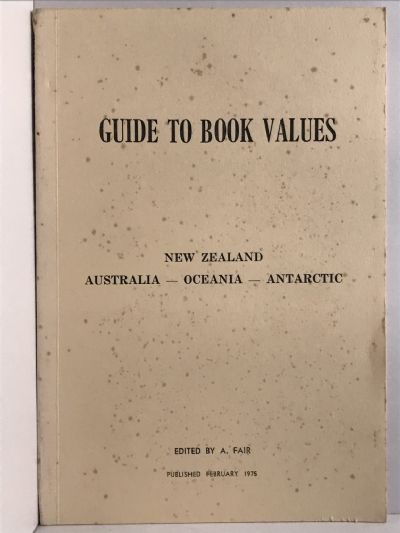 GUIDE TO BOOK VALUES
NEW ZEALAND
AUSTRALIA — OCEANIA — ANTARCTIC
EDITED BY A. FAIR
PUBLISHED FEBRUARY 1975